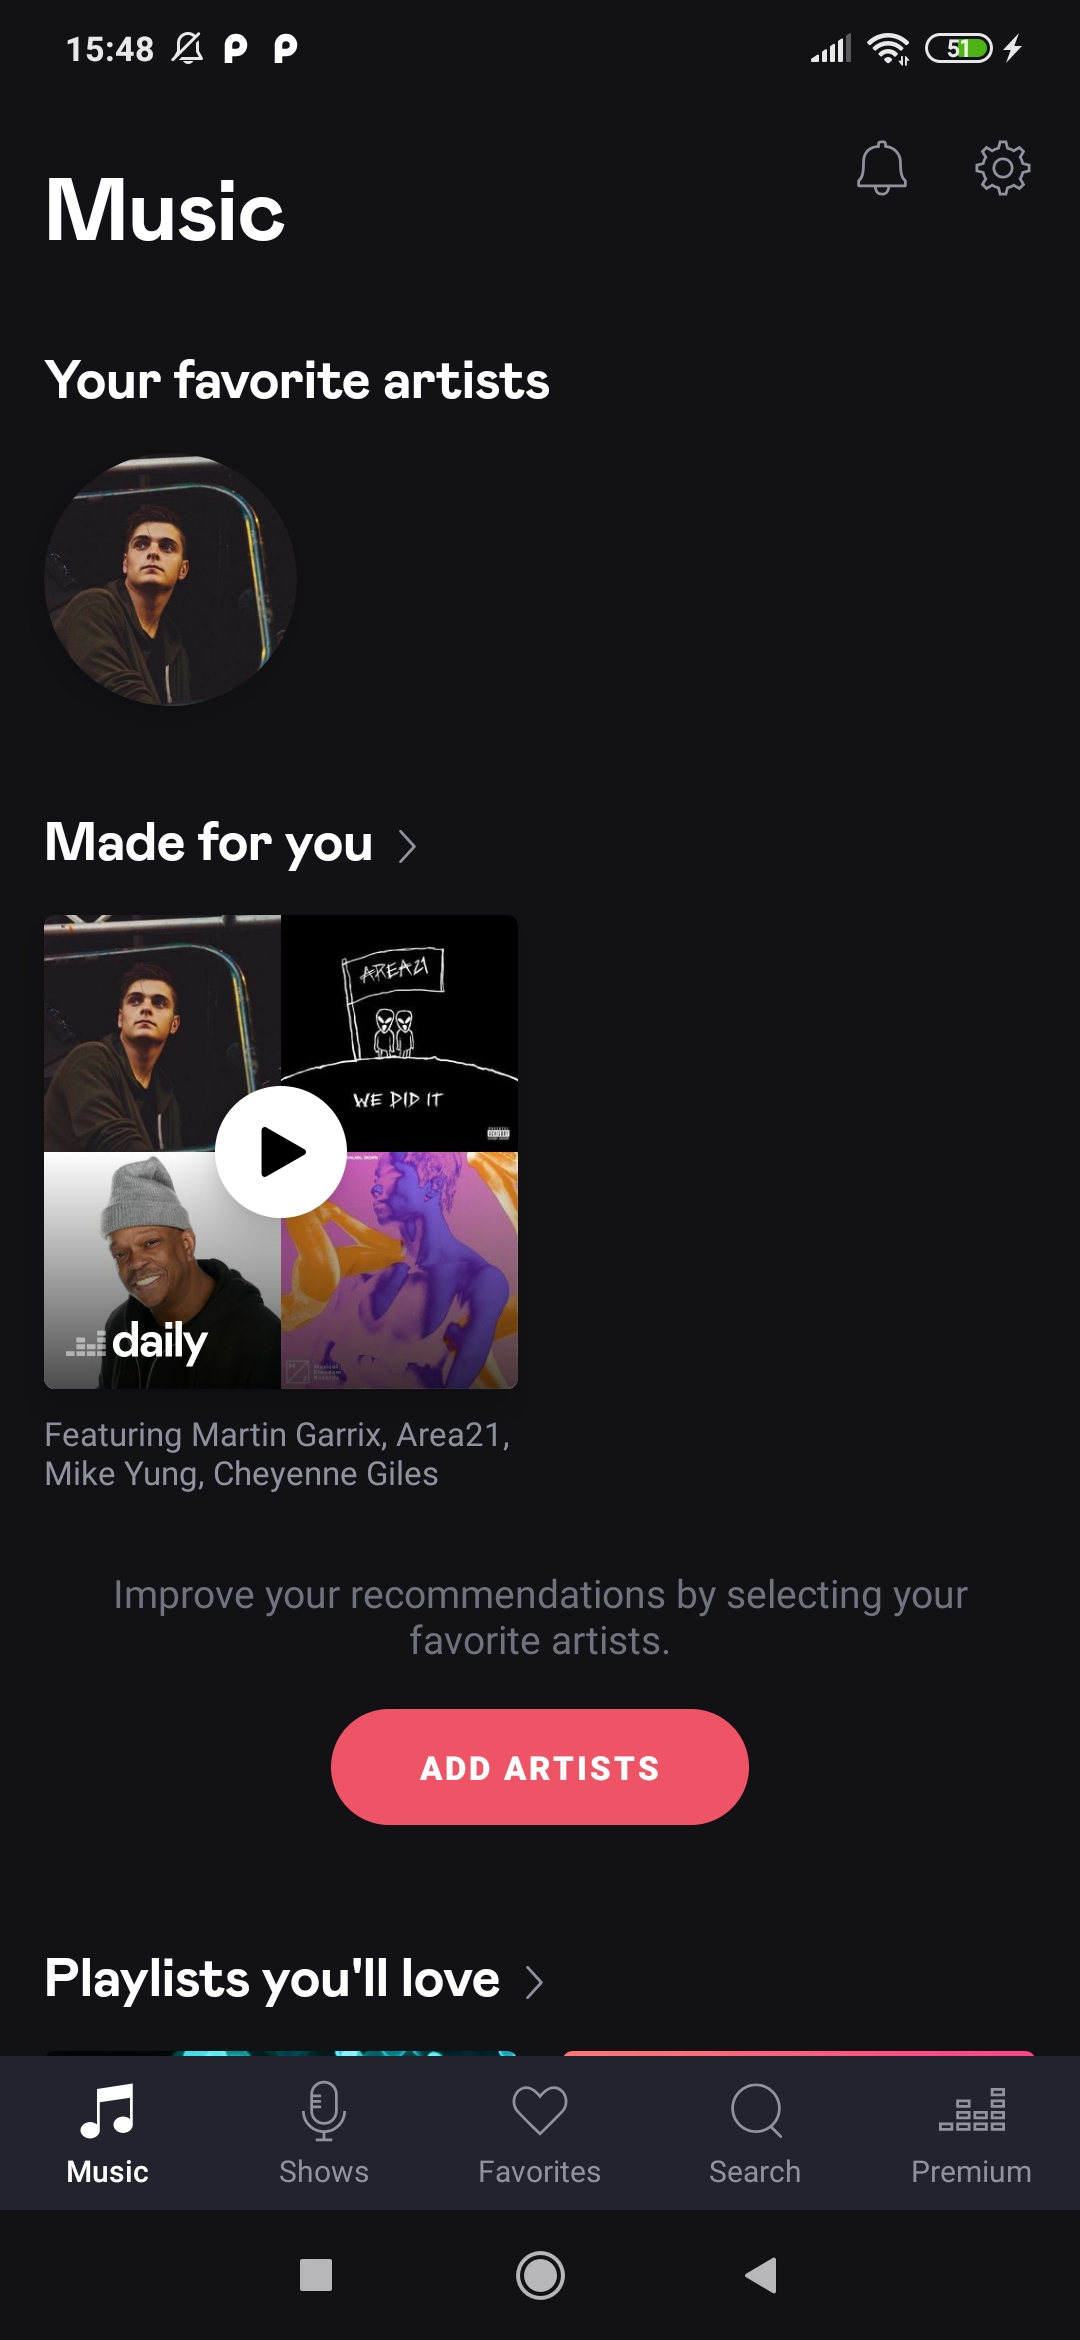 15:48
51
Music
Your favorite artists
Made for you
AREA21
WE DID IT
daily
Featuring Martin Garrix, Area21,
Mike Yung, Cheyenne Giles
Improve your recommendations by selecting your
favorite artists.
ADD ARTISTS
Playlists you'll love
Music
Shows
Favorites
Search
Premium